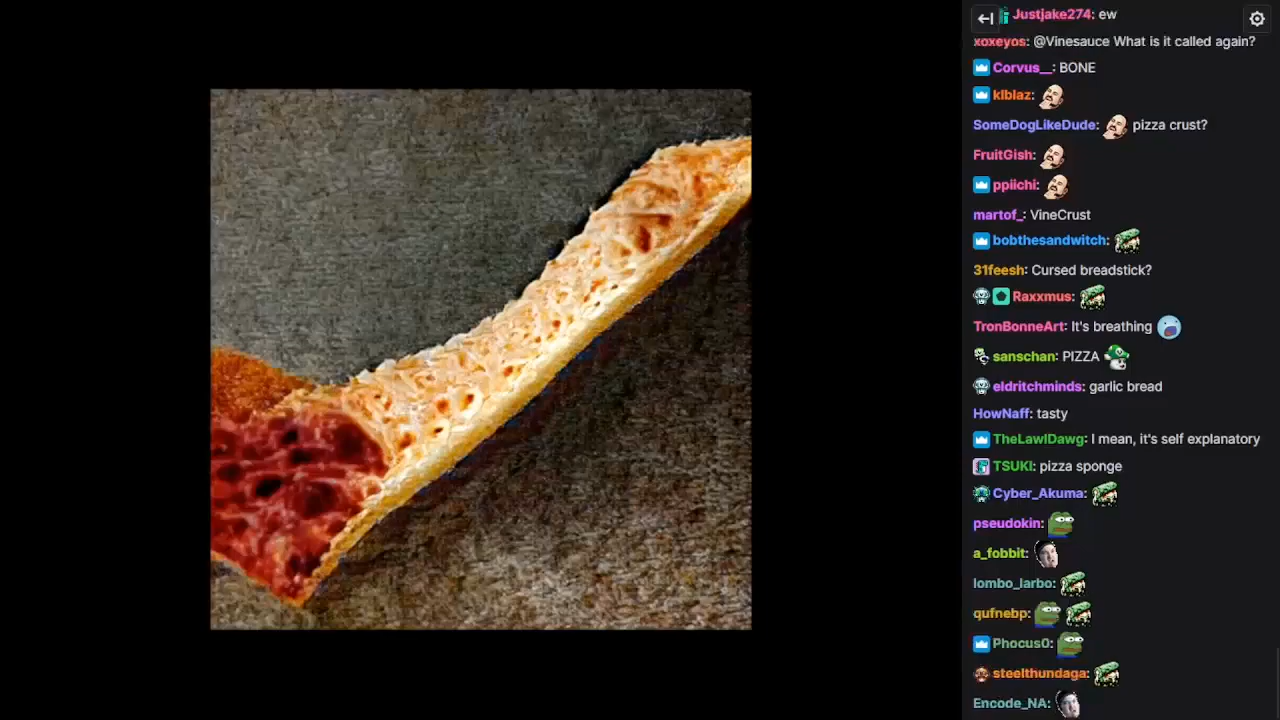 Justjake274: ew
xoxeyos: @Vinesauce What is it called again?
Corvus__: BONE
klblaz:
SomeDogLikeDude: pizza crust?
FruitGish:
ppiichi:
martof_: VineCrust
bobthesandwitch:
31feesh: Cursed breadstick?
Raxxmus:
TronBonneArt: It's breathing
sanschan: PIZZA
eldritchminds: garlic bread
HowNaff: tasty
TheLawlDawg: I mean, it's self explanatory
TSUKI: pizza sponge
Cyber_Akuma:
pseudokin:
a_fobbit:
lombo_larbo:
qufnebp:
Phocus0:
steelthundaga:
Encode_NA: